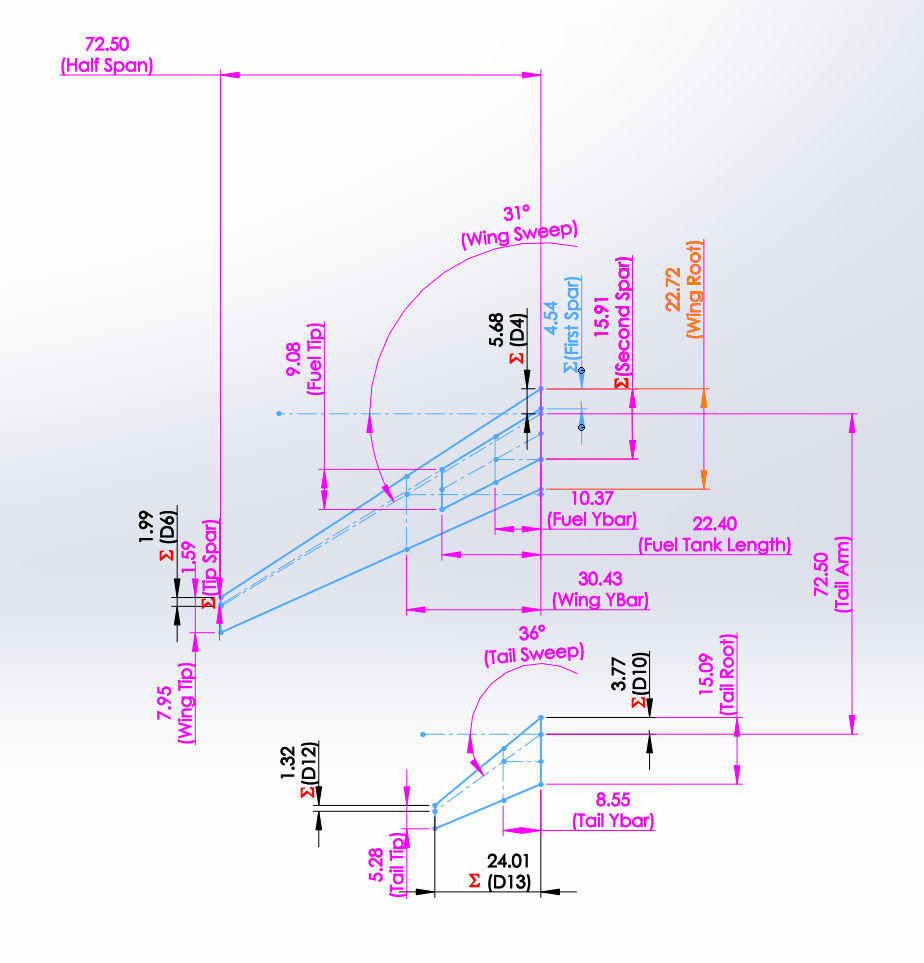 72.50
(Half Span)
31°
(Wing Sweep)
22.72
(Wing Root)
15.91
Σ(Second Spar)
4.54
Σ(First Spar)
5.68
Σ (D4)
9.08
(Fuel Tip)
10.37
(Fuel Ybar)
22.40
(Fuel Tank Length)
1.99
Σ (D6)
1.59
Σ(Tip Spar)
72.50
(Tail Arm)
30.43
(Wing YBar)
36°
(Tail Sweep)
7.95
(Wing Tip)
3.77
Σ(D10)
15.09
(Tail Root)
1.32
Σ(D12)
8.55
(Tail Ybar)
5.28
(Tail Tip)
24.01
Σ (D13)